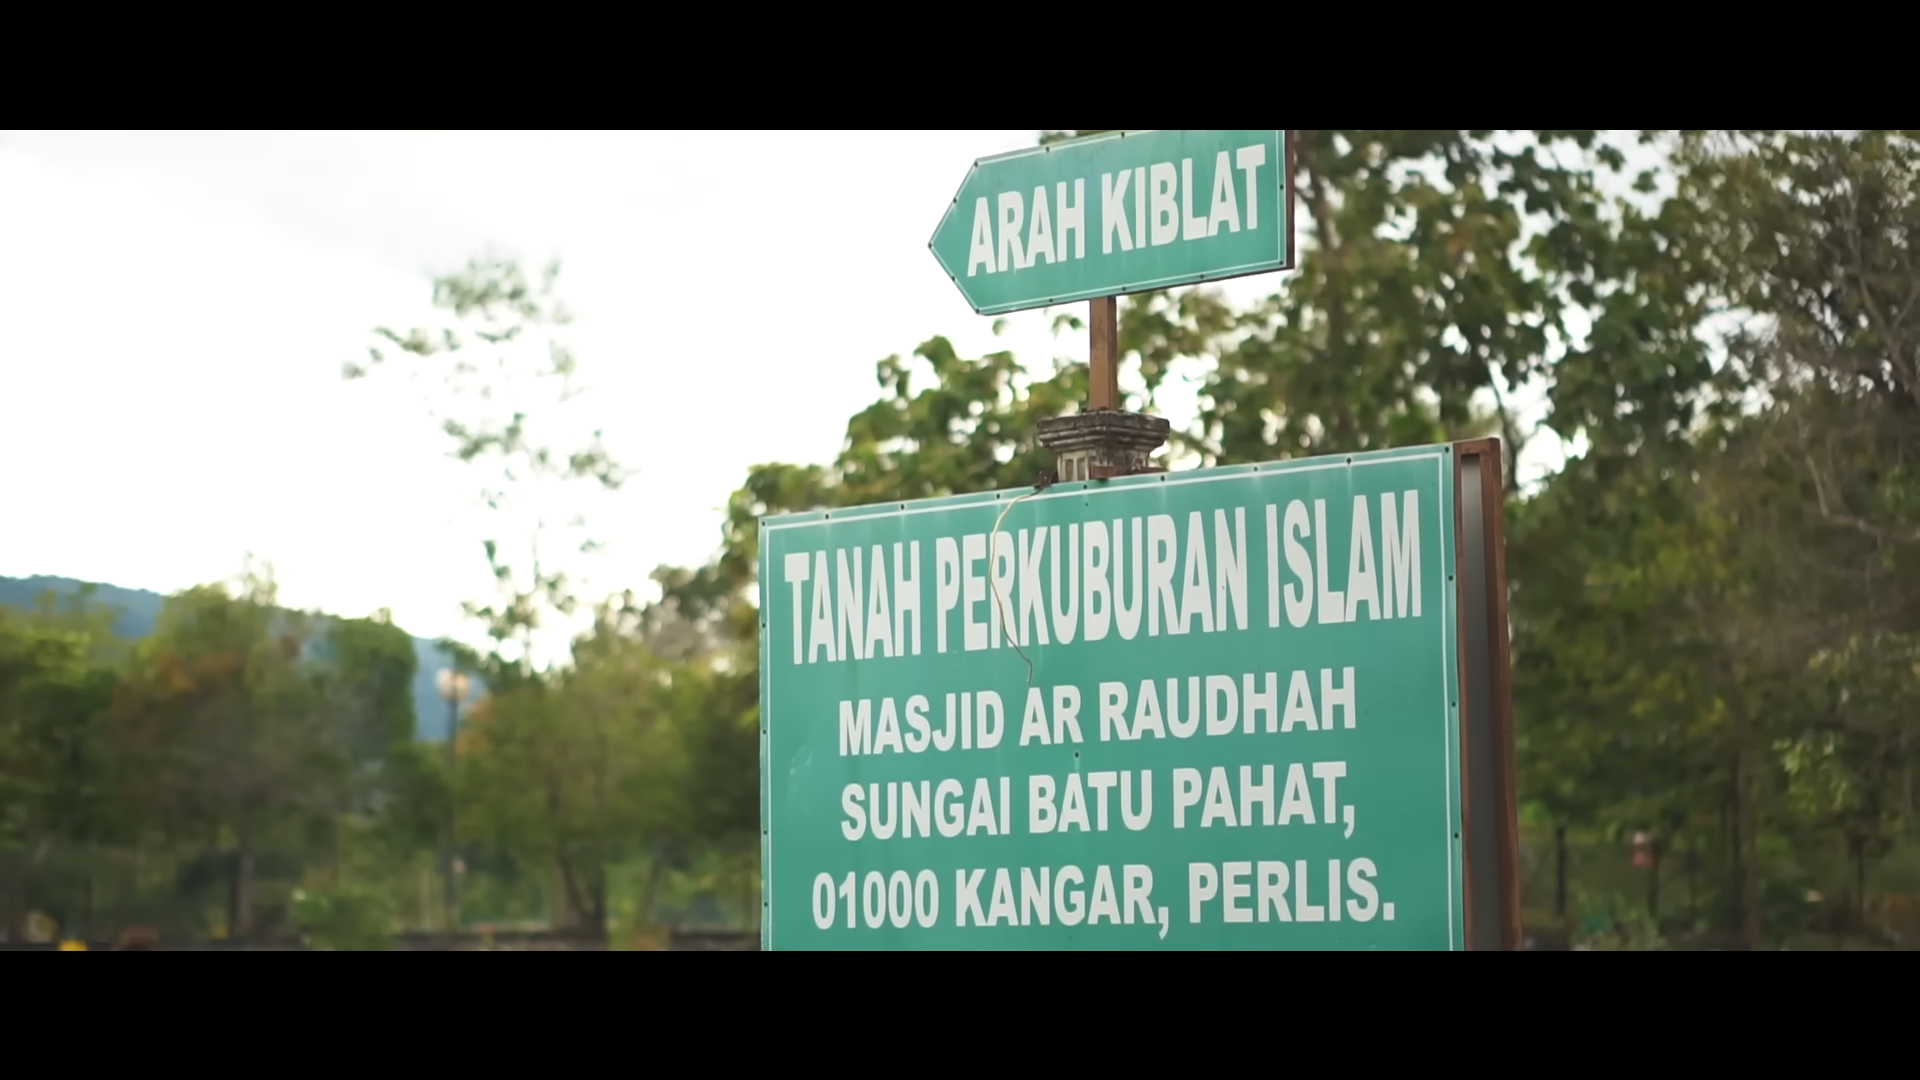 ARAH KIBLAT
TANAH PERKUBURAN ISLAM
MASJID AR RAUDHAH
SUNGAI BATU PAHAT,
01000 KANGAR, PERLIS.